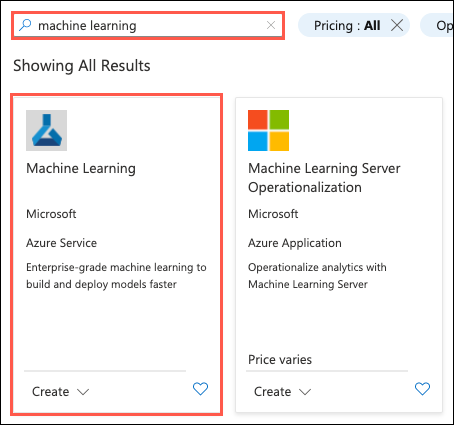 machine learning
Pricing : All
Op
Showing All Results
Machine Learning
Microsoft
Azure Service
Enterprise-grade machine learning to
build and deploy models faster
Create
Machine Learning Server
Operationalization
Microsoft
Azure Application
Operationalize analytics with
Machine Learning Server
Price varies
Create